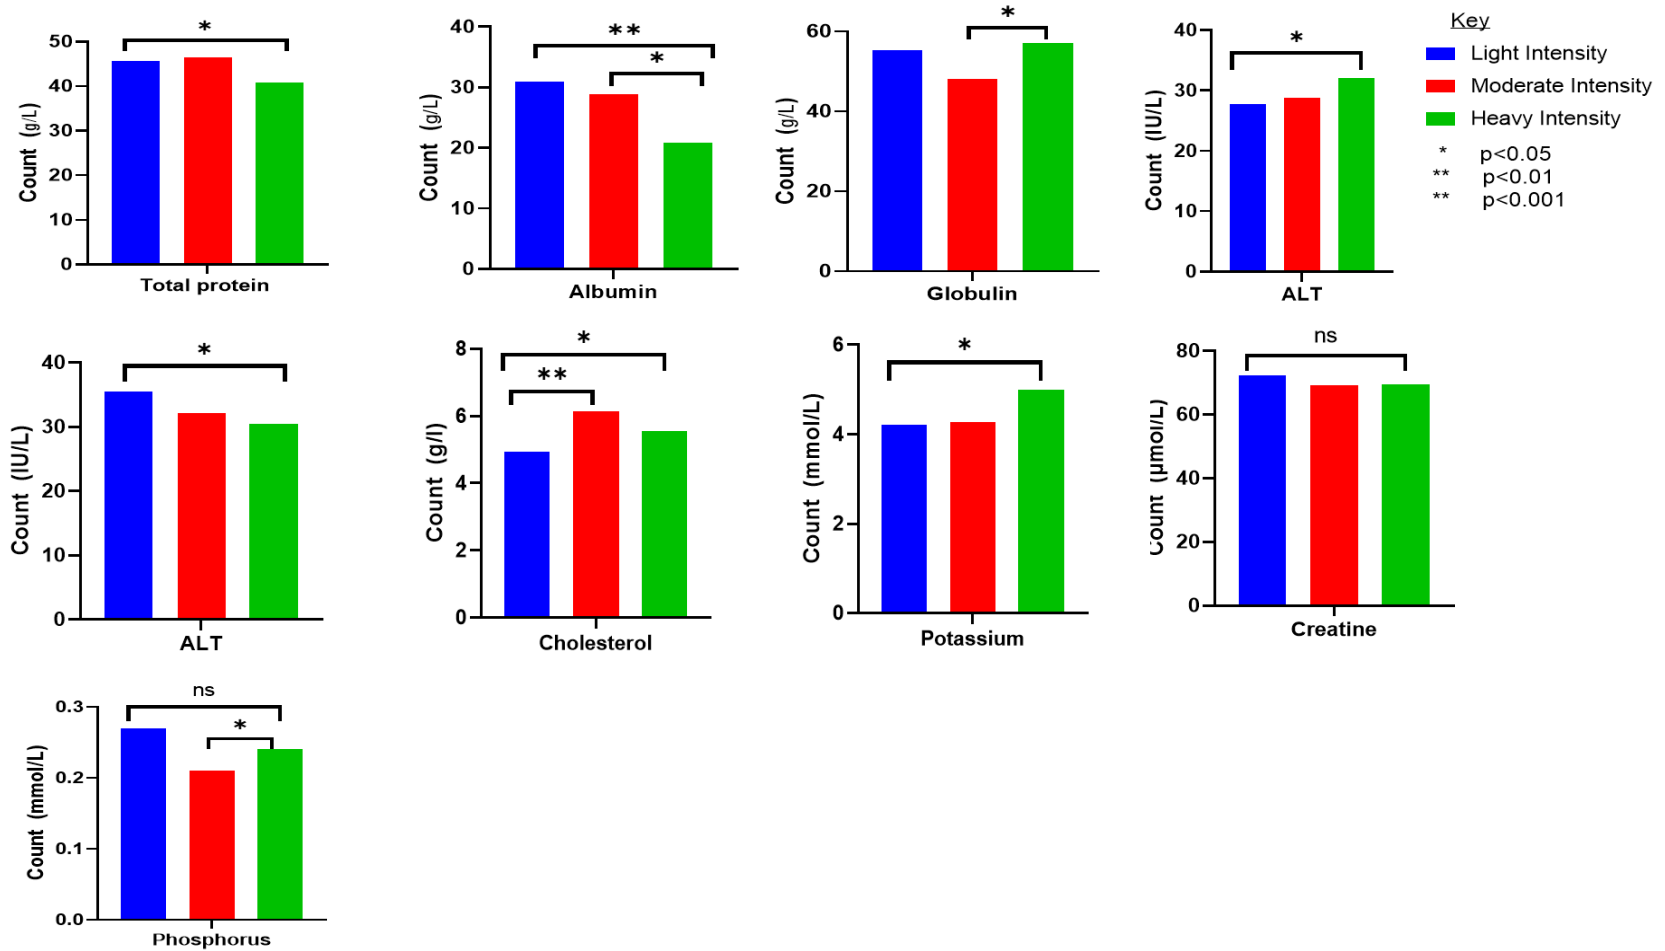 *
50
40
30
20
10
0
Count (g/L)
Total protein
**
*
40
30
20
10
0
Count (g/L)
Albumin
*
60
40
20
0
Count (g/L)
Globulin
*
40
30
20
10
0
Count (IU/L)
ALT
Key
Light Intensity
Moderate Intensity
Heavy Intensity
* p<0.05
** p<0.01
** p<0.001
*
40
30
20
10
0
Count (IU/L)
ALT
*
**
8
6
4
2
0
Count (g/l)
Cholesterol
*
6
4
2
0
Count (mmol/L)
Potassium
ns
80
60
40
20
0
Count (µmol/L)
Creatine
ns
*
0.3
0.2
0.1
0.0
Count (mmol/L)
Phosphorus